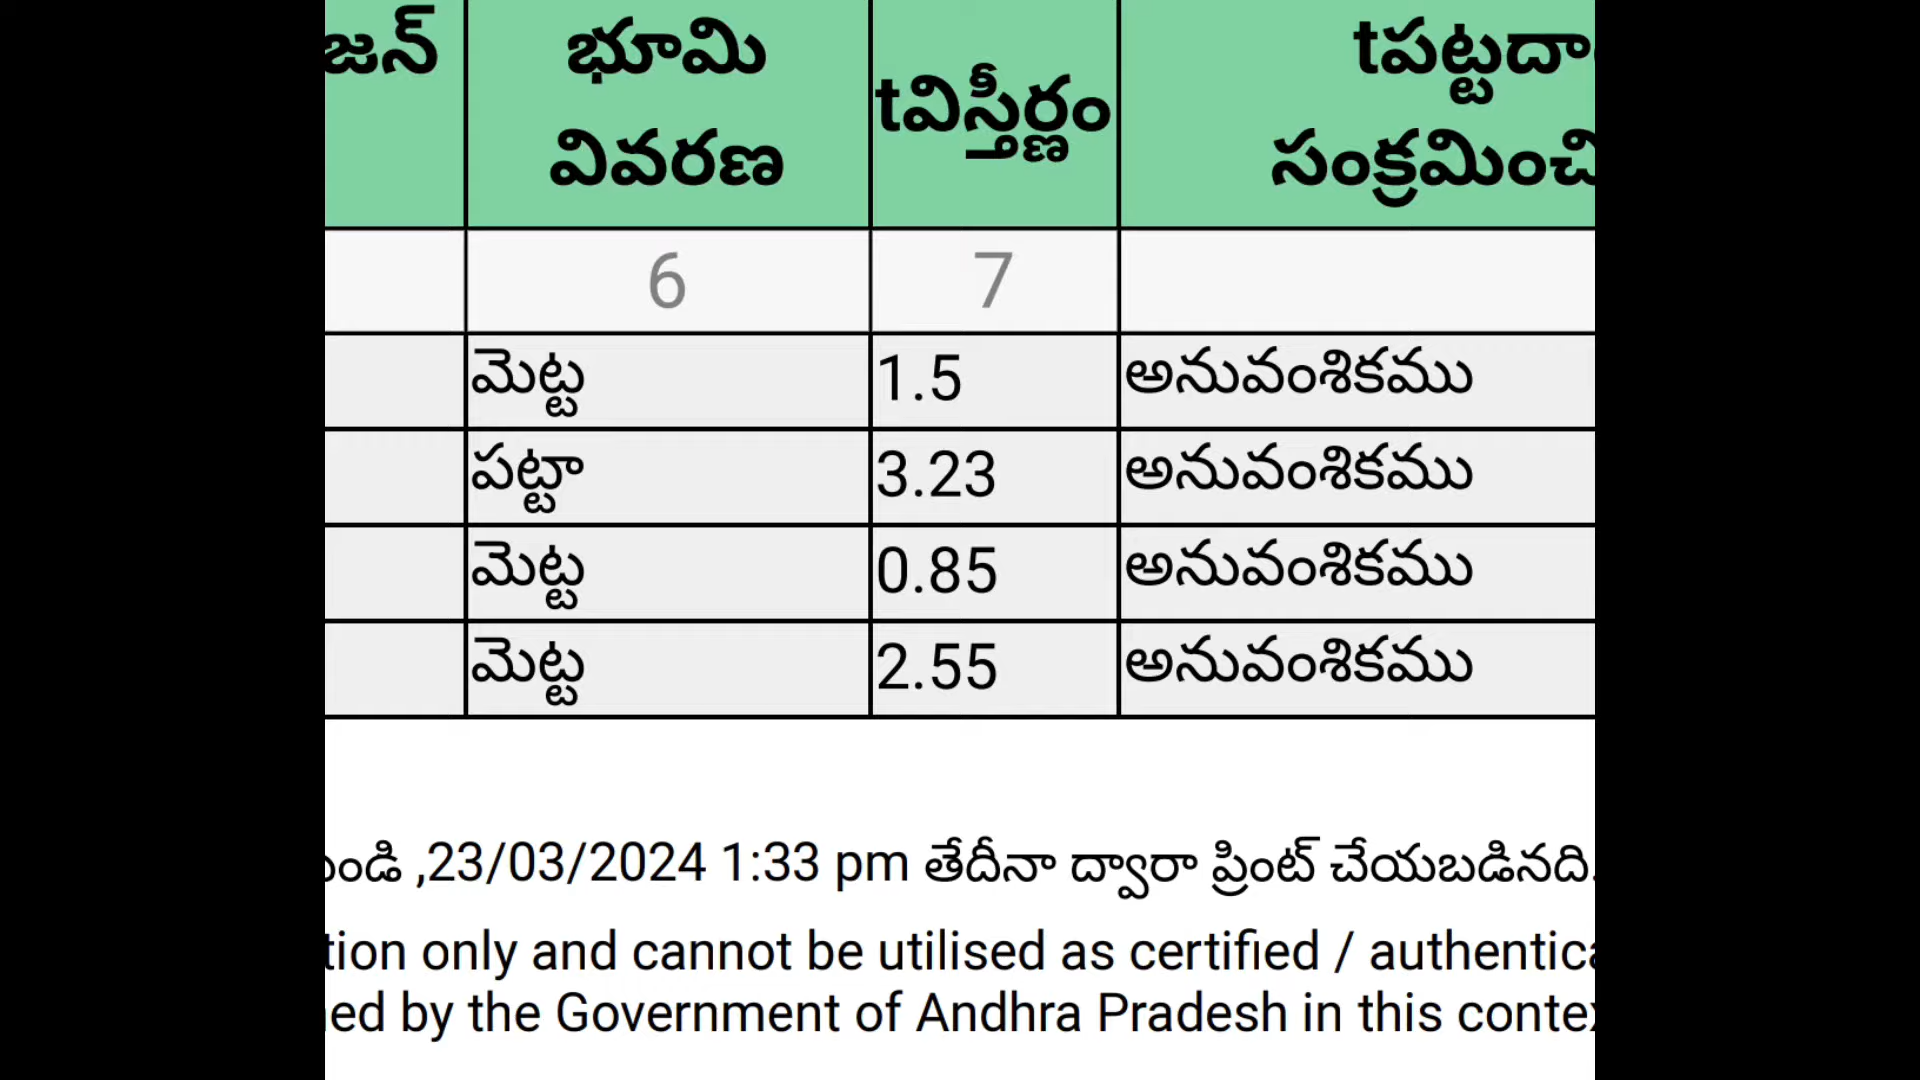 జన్ భూమి వివరణ tవిస్తీర్ణం tపట్టదా సంక్రమించి
6 7
మెట్ట 1.5 అనువంశికము
పట్టా 3.23 అనువంశికము
మెట్ట 0.85 అనువంశికము
మెట్ట 2.55 అనువంశికము
ండి ,23/03/2024 1:33 pm తేదీనా ద్వారా ప్రింట్ చేయబడినది.
tion only and cannot be utilised as certified / authentica
ed by the Government of Andhra Pradesh in this contex